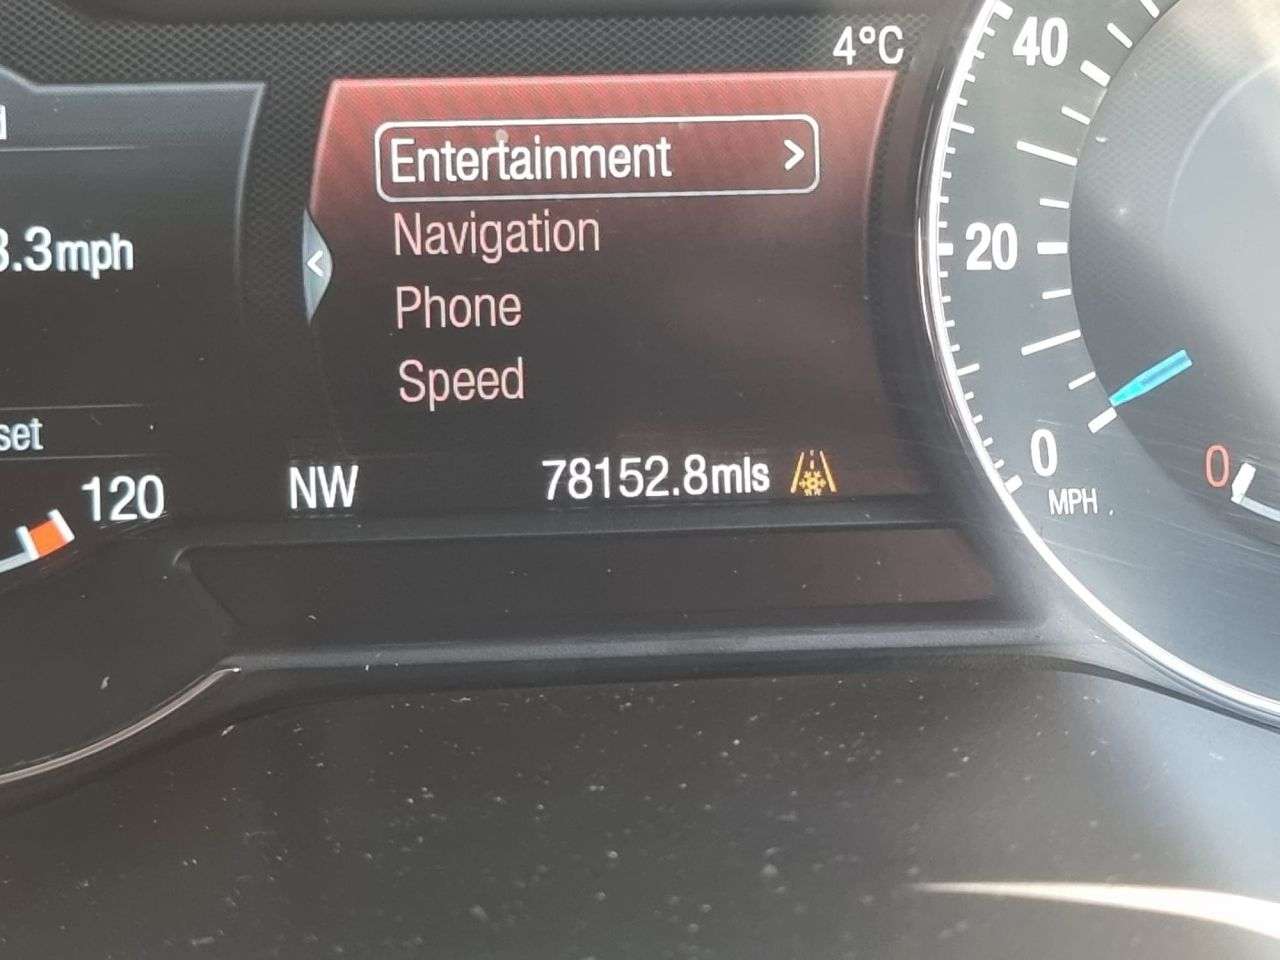 4°C
40
Entertainment >
Navigation
.3mph
20
<
Phone
Speed
set
0
120
NW
78152.8mls
0
MPH